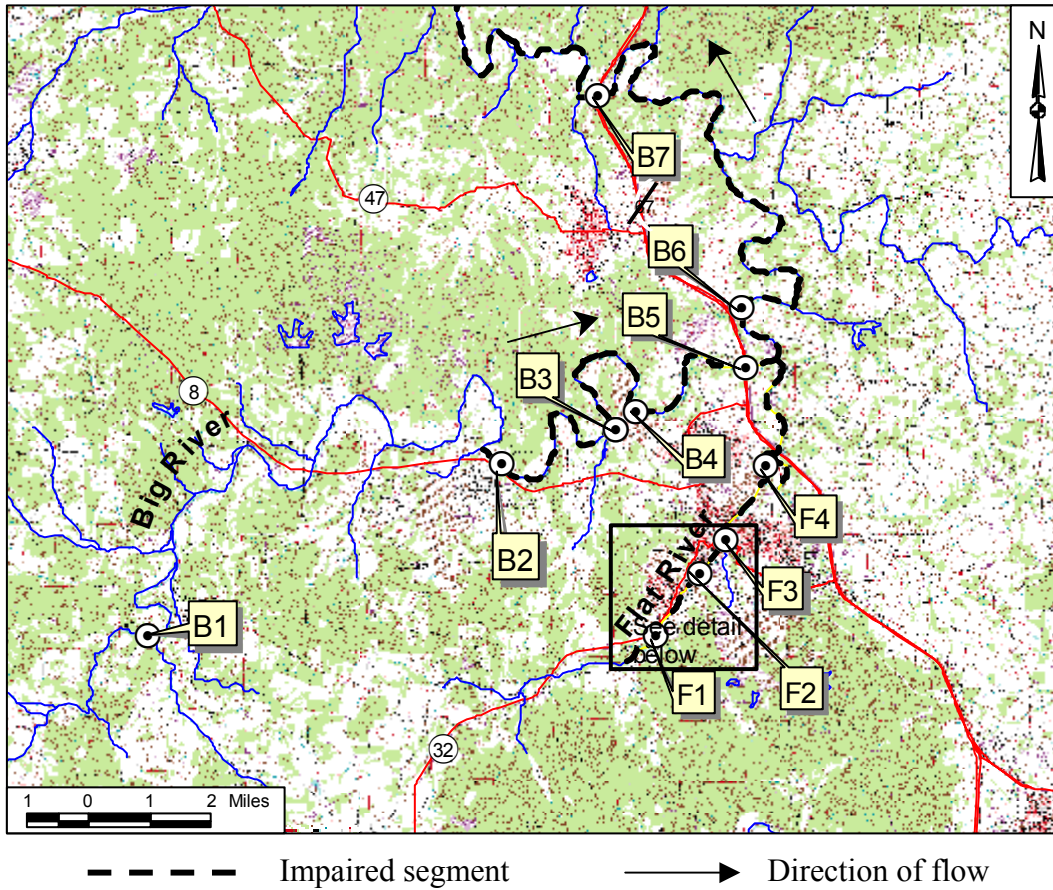 N
B7
47
67
B6
B5
B3
8
Big River
B4
F4
B2
Flat River
F3
B1
See detail
below
F1
F2
32
1 0 1 2 Miles
Impaired segment
Direction of flow